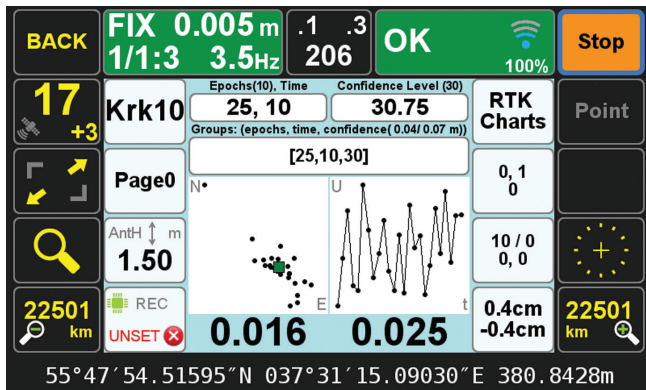 BACK
FIX 0.005 m
1/1:3 3.5Hz
.1 .3
206
OK
100%
Stop
17
+3
Krk10
Epochs(10), Time
25, 10
Confidence Level (30)
30.75
RTK
Charts
Point
Groups: (epochs, time, confidence( 0.04/ 0.07 m))
[25,10,30]
Page0
0, 1
0
N
E
U
t
AntH m
1.50
10 / 0
0, 0
22501
km
REC
UNSET
0.016
0.025
0.4cm
-0.4cm
22501
km
55°47′54.51595″N 037°31′15.09030″E 380.8428m